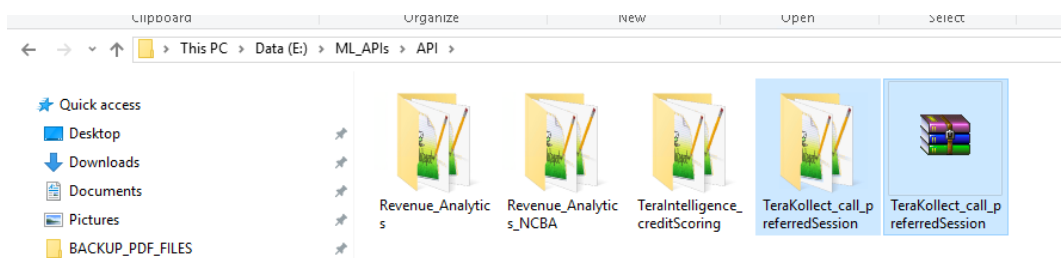 Clipboard
Organize
New
Open
Select
This PC > Data (E:) > ML_APIs > API >
Quick access
Desktop
Downloads
Documents
Pictures
BACKUP_PDF_FILES
Revenue_Analytic
s
Revenue_Analytic
s_NCBA
TeraIntelligence_
creditScoring
TeraKollect_call_p
referredSession
TeraKollect_call_p
referredSession